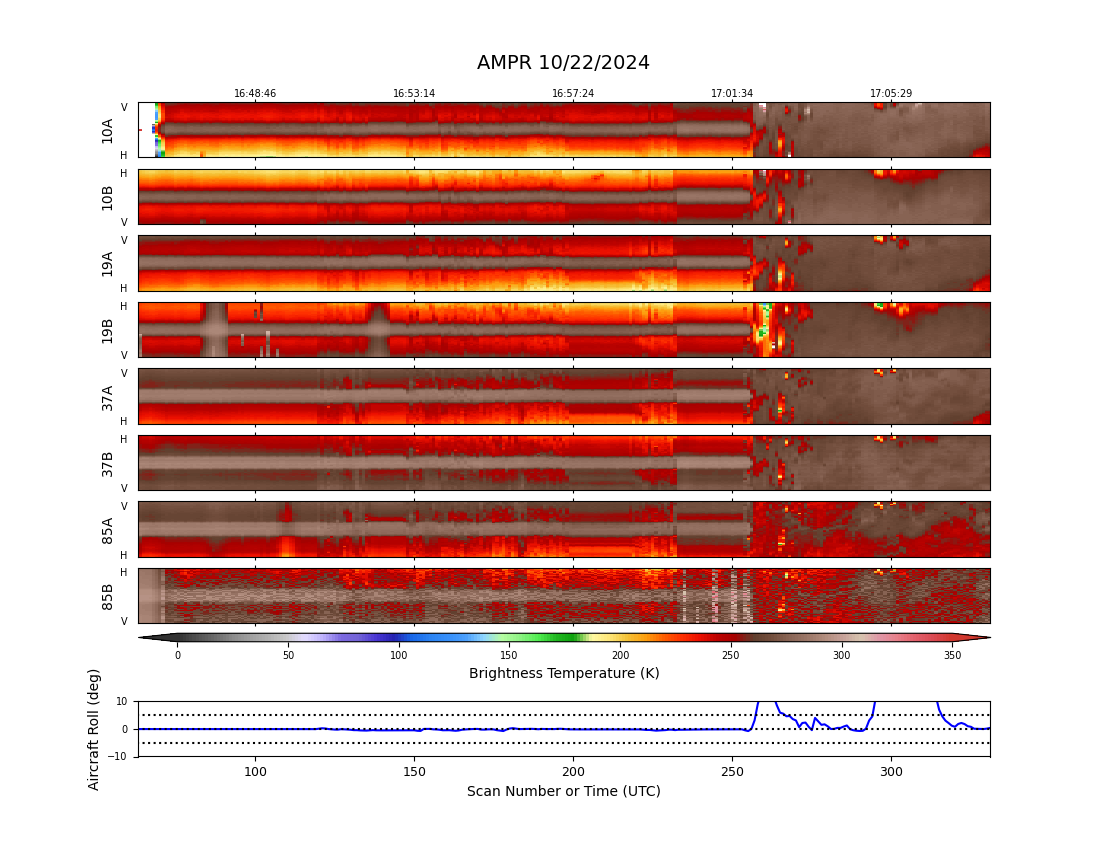 AMPR 10/22/2024
16:48:46 16:53:14 16:57:24 17:01:34 17:05:29
V
10A
H
H
10B
V
V
19A
H
H
19B
V
V
37A
H
H
37B
V
V
85A
H
H
85B
V
0 50 100 150 200 250 300 350
Brightness Temperature (K)
Aircraft Roll (deg)
10
0
−10
100 150 200 250 300
Scan Number or Time (UTC)